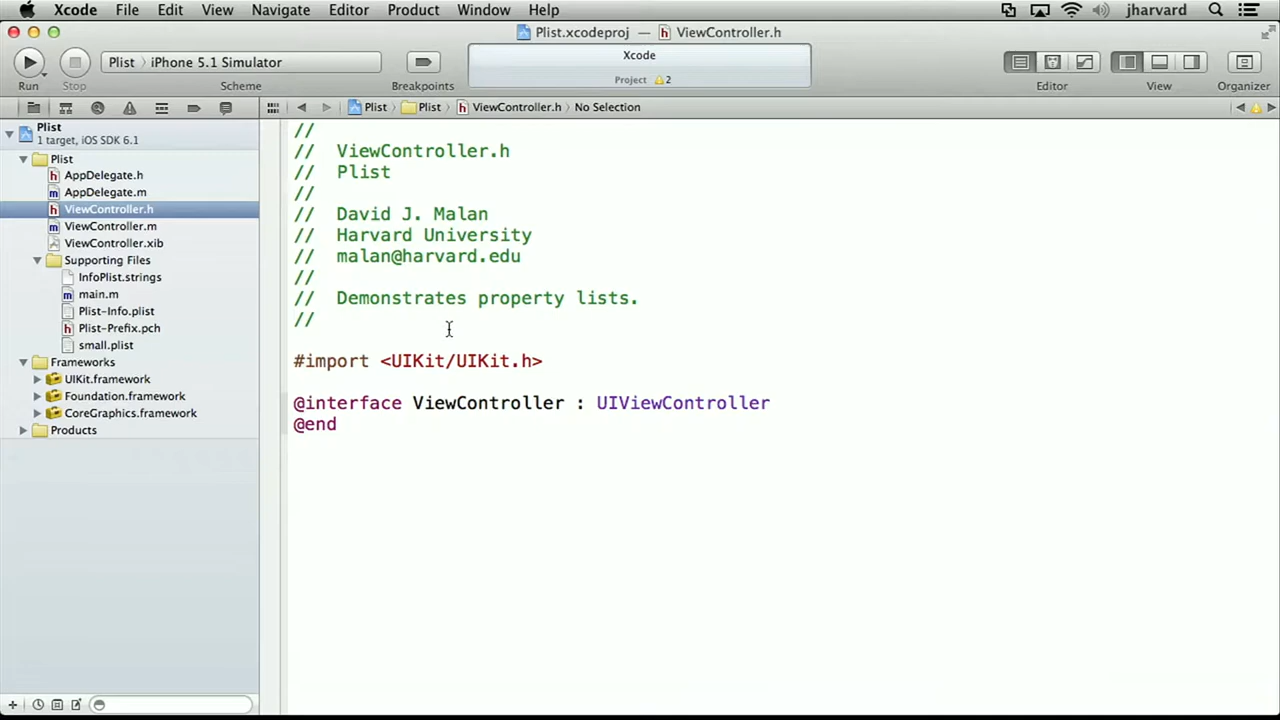 Xcode File Edit View Navigate Editor Product Window Help jharvard
Plist.xcodeproj — ViewController.h
Plist iPhone 5.1 Simulator
Xcode
Project 2
Run Stop Scheme Breakpoints Editor View Organizer
Plist Plist ViewController.h No Selection
Plist
1 target, iOS SDK 6.1
Plist
AppDelegate.h
AppDelegate.m
ViewController.h
ViewController.m
ViewController.xib
Supporting Files
InfoPlist.strings
main.m
Plist-Info.plist
Plist-Prefix.pch
small.plist
Frameworks
UIKit.framework
Foundation.framework
CoreGraphics.framework
Products
//
// ViewController.h
// Plist
//
// David J. Malan
// Harvard University
// malan@harvard.edu
//
// Demonstrates property lists.
//
#import <UIKit/UIKit.h>
@interface ViewController : UIViewController
@end